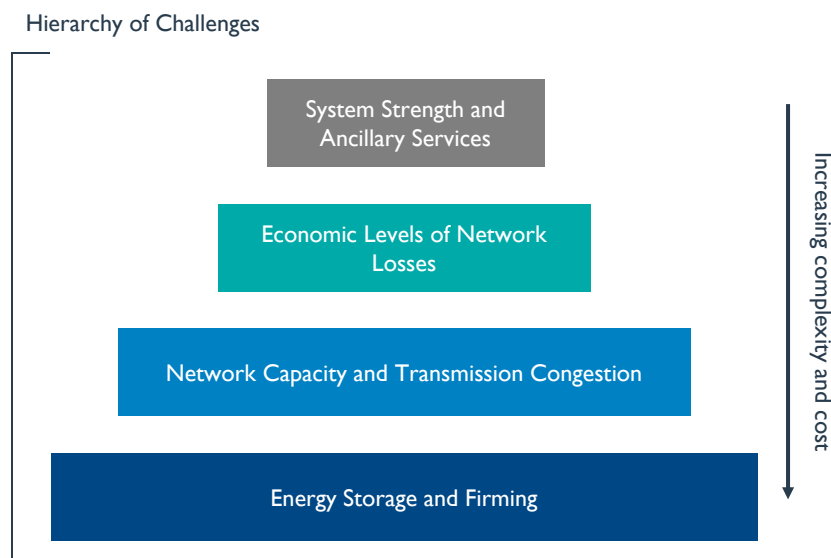 Hierarchy of Challenges
System Strength and
Ancillary Services
Economic Levels of Network
Losses
Network Capacity and Transmission Congestion
Energy Storage and Firming
Increasing complexity and cost